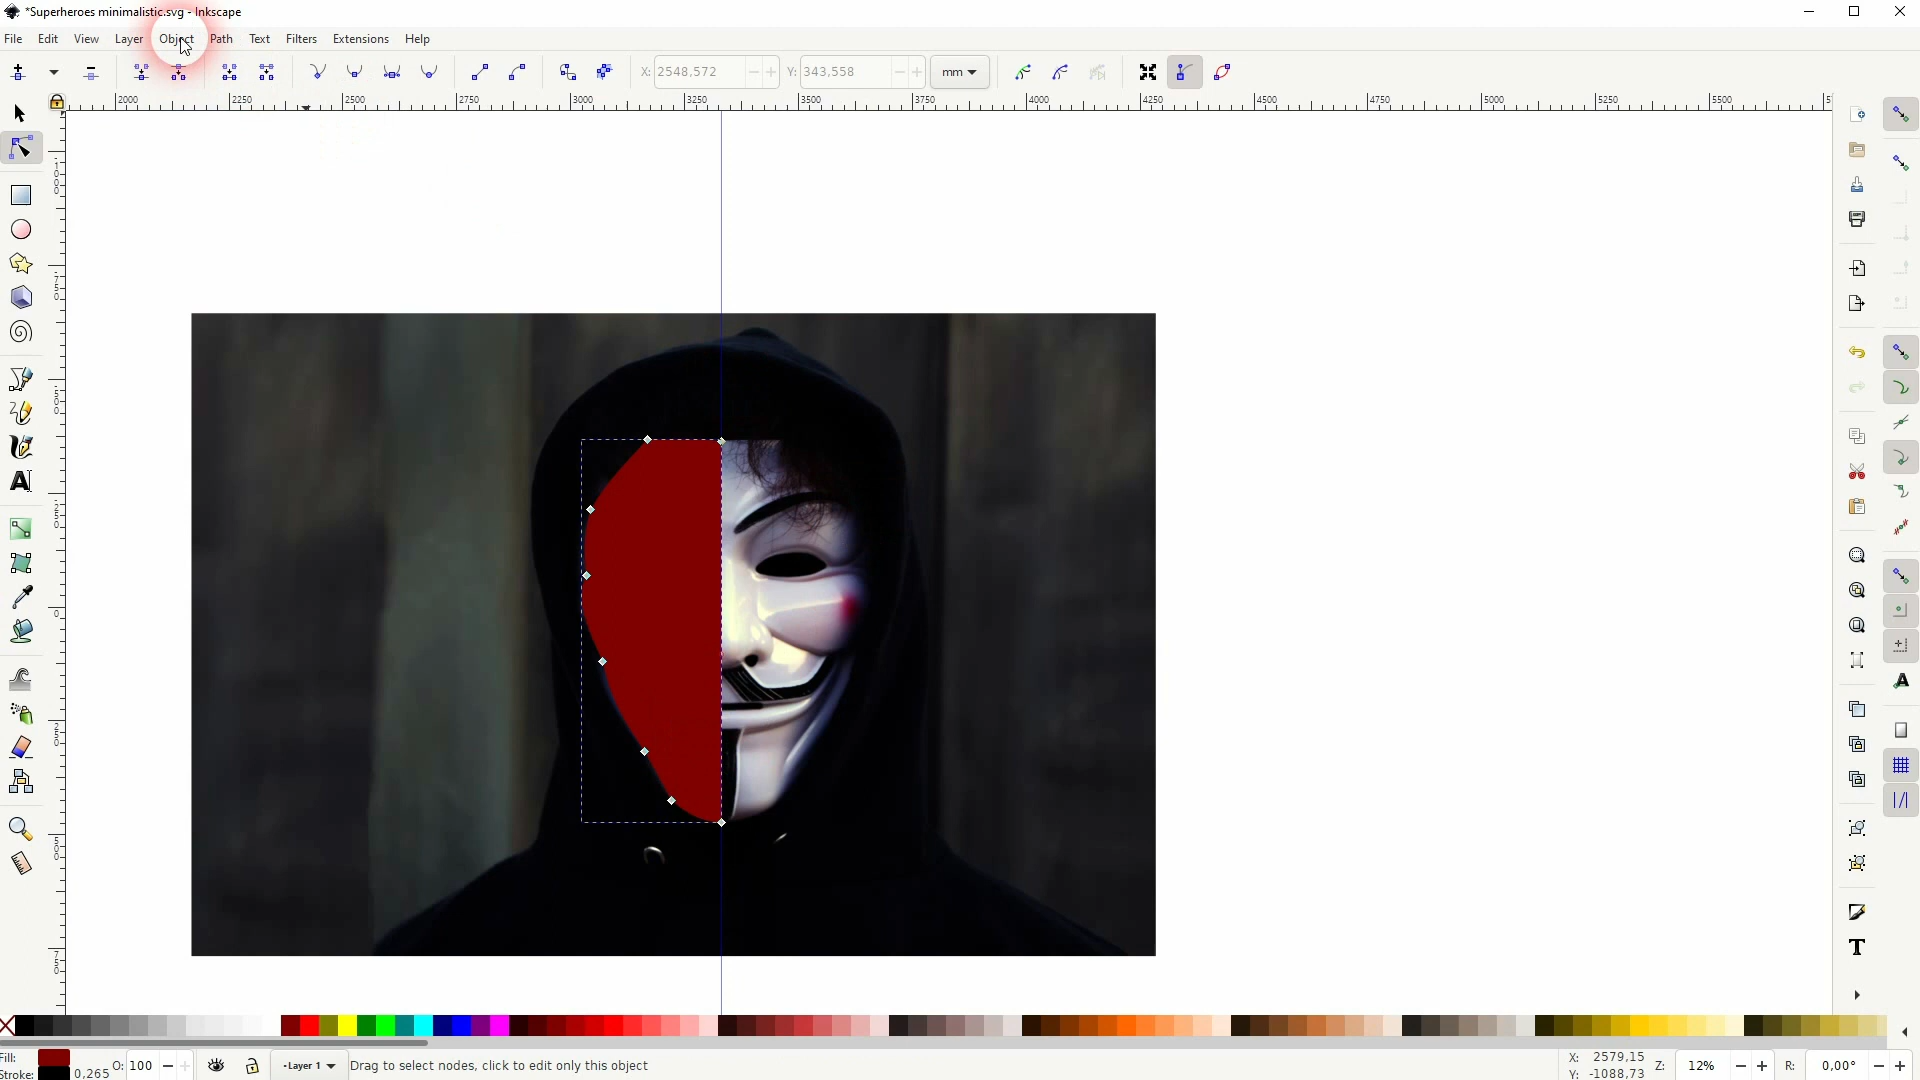 *Superheroes minimalistic.svg - Inkscape
File Edit View Layer Object Path Text Filters Extensions Help
X: 2548,572 Y: 343,558 mm
2000 2250 2500 2750 3000 3250 3500 3750 4000 4250 4500 4750 5000 5250 5500
Fill:
Stroke: 0,265 O: 100 -Layer 1 Drag to select nodes, click to edit only this object X: 2579,15 Y: -1088,73 Z: 12% R: 0,00°